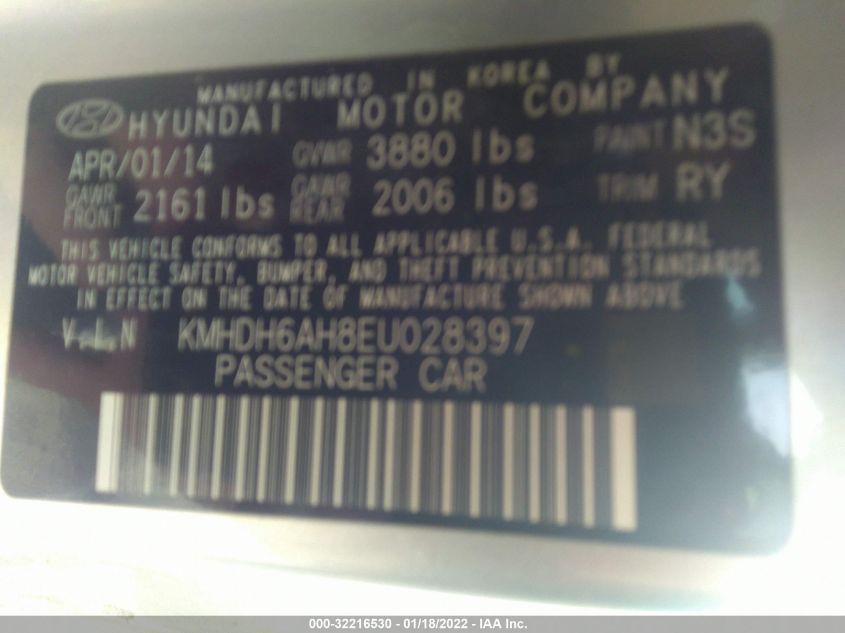 MANUFACTURED IN KOREA BY
HYUNDAI MOTOR COMPANY
APR/01/14 GVWR 3880 lbs PAINT N3S
GAWR FRONT 2161 lbs GAWR REAR 2006 lbs TRIM RY
THIS VEHICLE CONFORMS TO ALL APPLICABLE U.S.A. FEDERAL
MOTOR VEHICLE SAFETY, BUMPER, AND THEFT PREVENTION STANDARDS
IN EFFECT ON THE DATE OF MANUFACTURE SHOWN ABOVE
V.I.N KMHDH6AH8EU028397
PASSENGER CAR
000-32216530 - 01/18/2022 - IAA Inc.